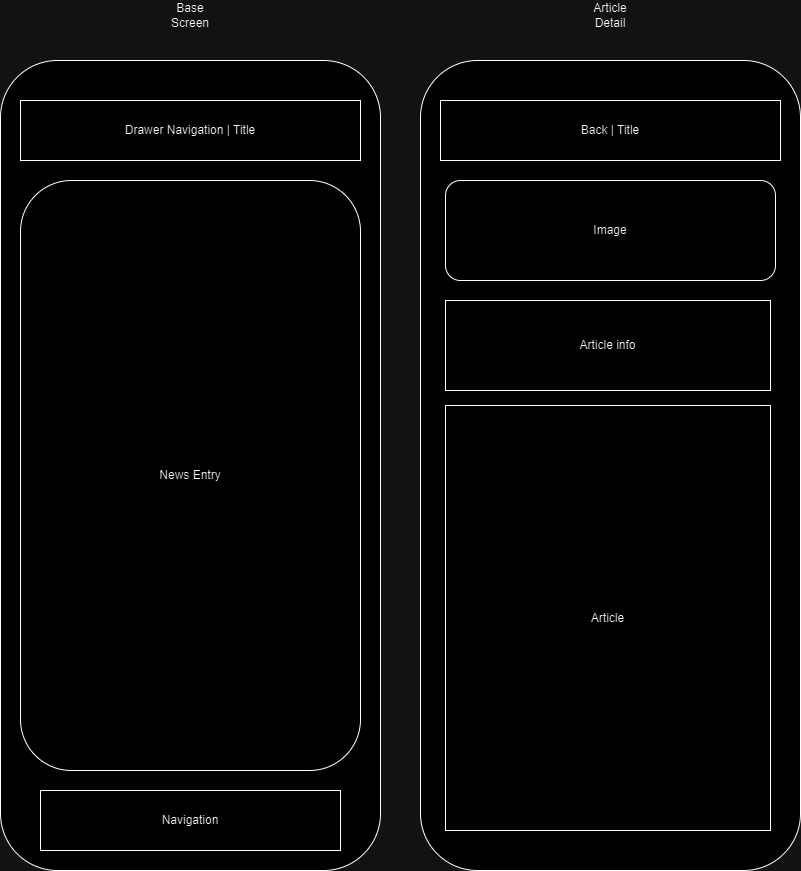 Base
Screen
Drawer Navigation | Title
News Entry
Navigation
Article
Detail
Back | Title
Image
Article info
Article